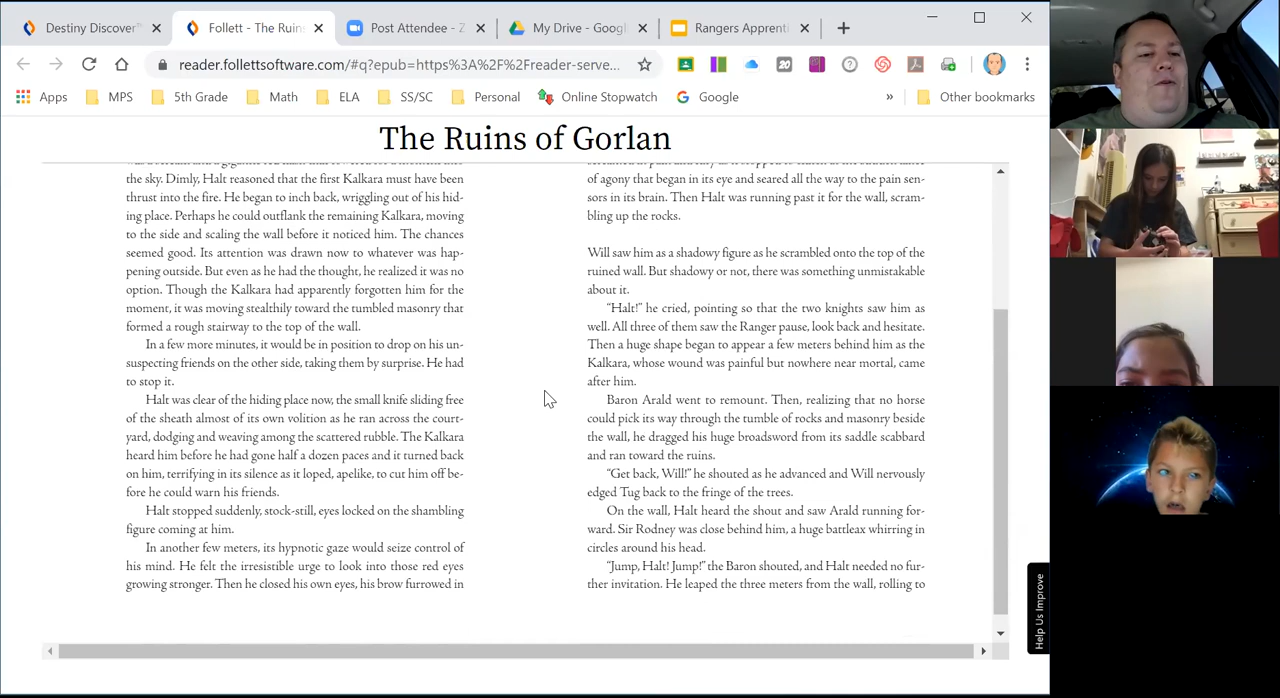 Destiny Discover
Follett - The Ruin
Post Attendee - Z
My Drive - Googl
Rangers Apprenti
reader.follettsoftware.com/#q?epub=https%3A%2F%2Freader-serve...
20
Apps
MPS
5th Grade
Math
ELA
SS/SC
Personal
Online Stopwatch
Google
»
Other bookmarks
The Ruins of Gorlan
the sky. Dimly, Halt reasoned that the first Kalkara must have been
thrust into the fire. He began to inch back, wriggling out of his hid-
ing place. Perhaps he could outflank the remaining Kalkara, moving
to the side and scaling the wall before it noticed him. The chances
seemed good. Its attention was drawn now to whatever was hap-
pening outside. But even as he had the thought, he realized it was no
option. Though the Kalkara had apparently forgotten him for the
moment, it was moving stealthily toward the tumbled masonry that
formed a rough stairway to the top of the wall.
In a few more minutes, it would be in position to drop on his un-
suspecting friends on the other side, taking them by surprise. He had
to stop it.
Halt was clear of the hiding place now, the small knife sliding free
of the sheath almost of its own volition as he ran across the court-
yard, dodging and weaving among the scattered rubble. The Kalkara
heard him before he had gone half a dozen paces and it turned back
on him, terrifying in its silence as it loped, apelike, to cut him off be-
fore he could warn his friends.
Halt stopped suddenly, stock-still, eyes locked on the shambling
figure coming at him.
In another few meters, its hypnotic gaze would seize control of
his mind. He felt the irresistible urge to look into those red eyes
growing stronger. Then he closed his own eyes, his brow furrowed in
of agony that began in its eye and seared all the way to the pain sen-
sors in its brain. Then Halt was running past it for the wall, scram-
bling up the rocks.
Will saw him as a shadowy figure as he scrambled onto the top of the
ruined wall. But shadowy or not, there was something unmistakable
about it.
“Halt!” he cried, pointing so that the two knights saw him as
well. All three of them saw the Ranger pause, look back and hesitate.
Then a huge shape began to appear a few meters behind him as the
Kalkara, whose wound was painful but nowhere near mortal, came
after him.
Baron Arald went to remount. Then, realizing that no horse
could pick its way through the tumble of rocks and masonry beside
the wall, he dragged his huge broadsword from its saddle scabbard
and ran toward the ruins.
“Get back, Will!” he shouted as he advanced and Will nervously
edged Tug back to the fringe of the trees.
On the wall, Halt heard the shout and saw Arald running for-
ward. Sir Rodney was close behind him, a huge battleax whirring in
circles around his head.
“Jump, Halt! Jump!” the Baron shouted, and Halt needed no fur-
ther invitation. He leaped the three meters from the wall, rolling to
Help Us Improve